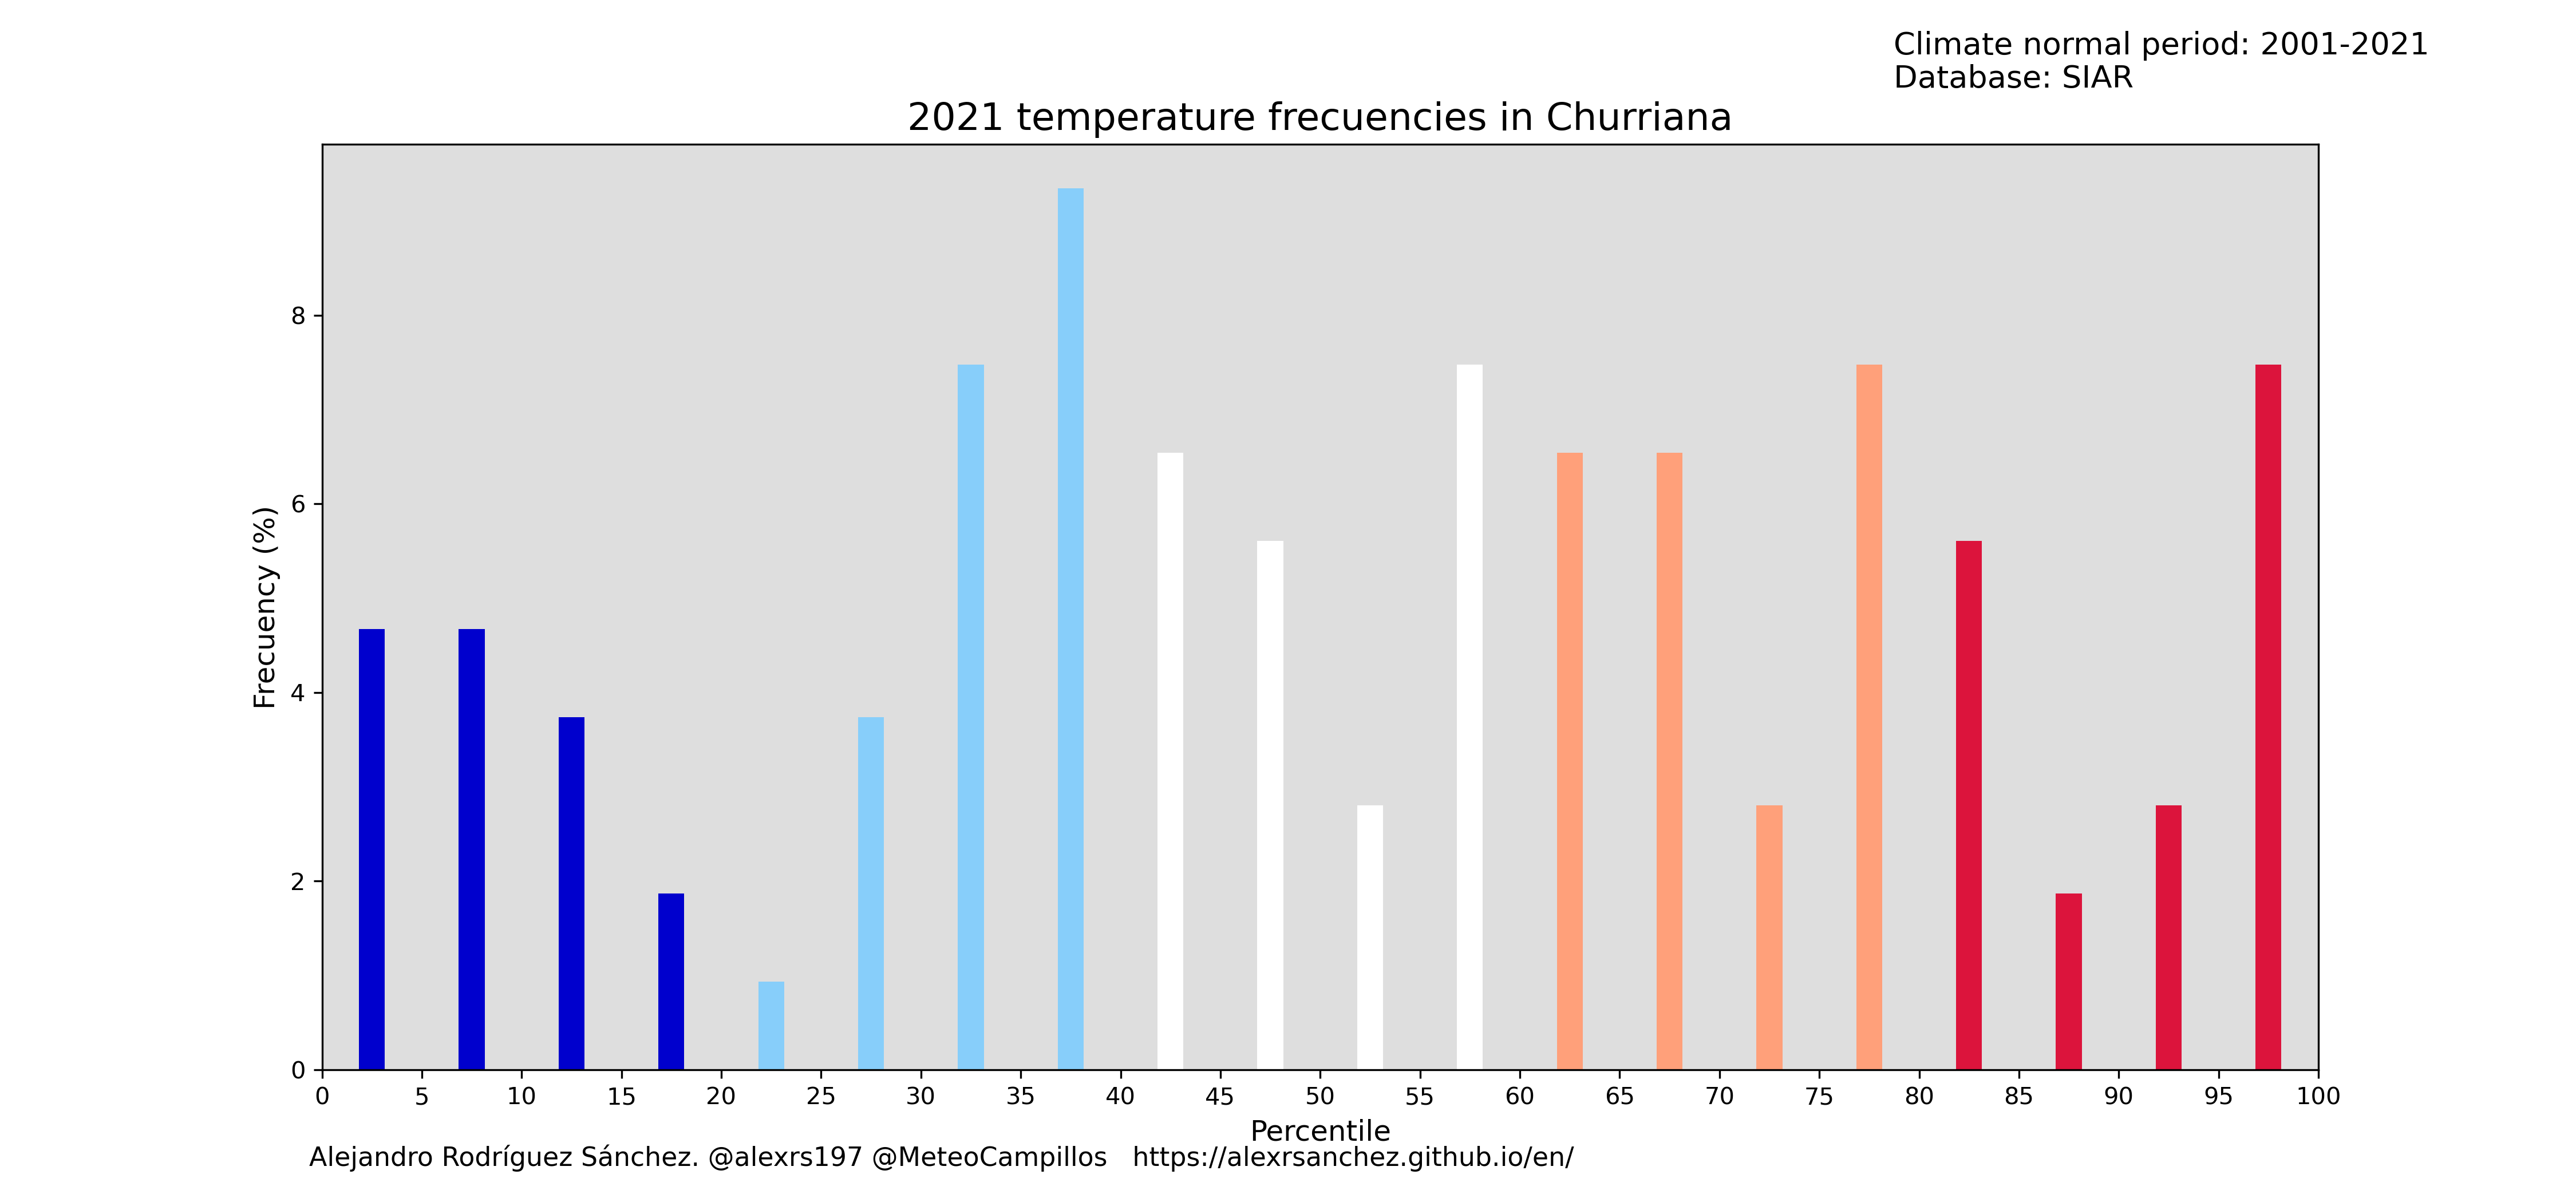 Climate normal period: 2001-2021
Database: SIAR
2021 temperature frecuencies in Churriana
Frecuency (%)
8
6
4
2
0
0 5 10 15 20 25 30 35 40 45 50 55 60 65 70 75 80 85 90 95 100
Percentile
Alejandro Rodríguez Sánchez. @alexrs197 @MeteoCampillos https://alexrsanchez.github.io/en/